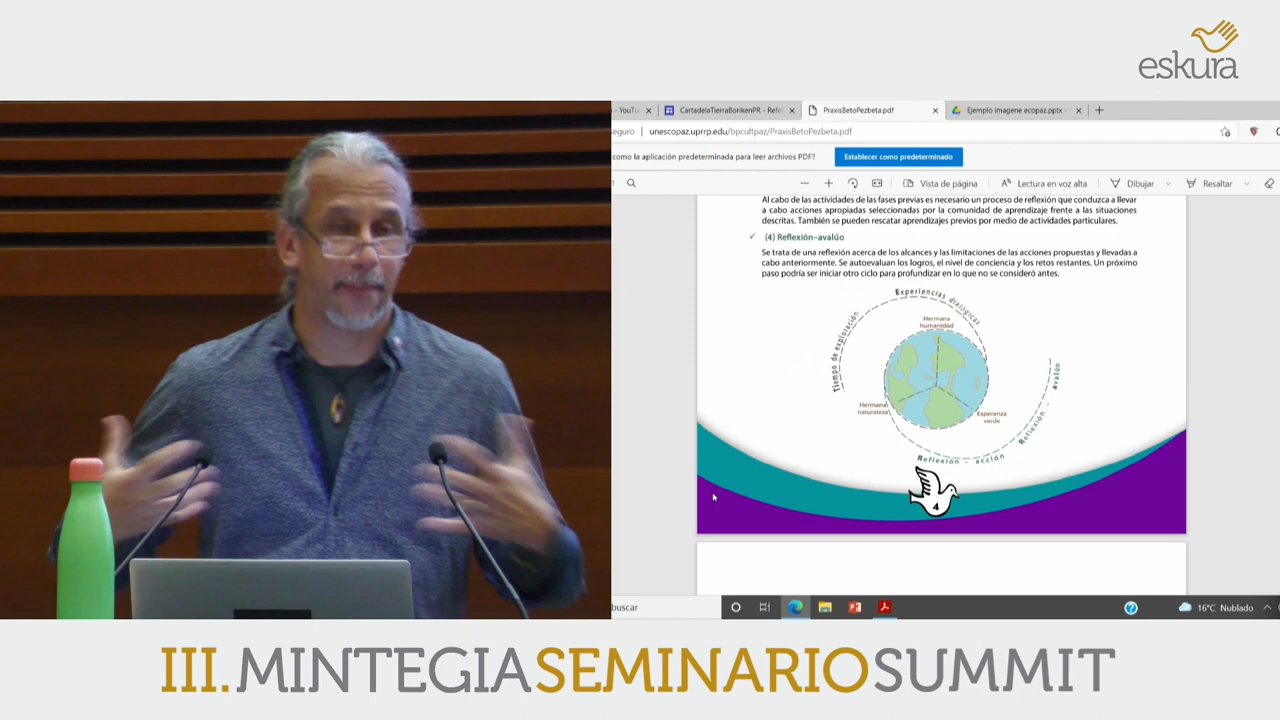 eskura
- YouTu
CartadelaTierraBorikenPR - Refe
PraxisBetoPezbeta.pdf
Ejemplo imagene ecopaz.pptx -
eguro | unescopaz.uprrp.edu/bpcultpaz/PraxisBetoPezbeta.pdf
como la aplicación predeterminada para leer archivos PDF?
Establecer como predeterminado
Vista de página
Lectura en voz alta
Dibujar
Resaltar
Al cabo de las actividades de las fases previas es necesario un proceso de reflexión que conduzca a llevar
a cabo acciones apropiadas seleccionadas por la comunidad de aprendizaje frente a las situaciones
descritas. También se pueden rescatar aprendizajes previos por medio de actividades particulares.
✓ (4) Reflexión–avalúo
Se trata de una reflexión acerca de los alcances y las limitaciones de las acciones propuestas y llevadas a
cabo anteriormente. Se autoevaluan los logros, el nivel de conciencia y los retos restantes. Un próximo
paso podría ser iniciar otro ciclo para profundizar en lo que no se consideró antes.
Experiencias dialógicas
Tiempo de exploración
Hermana
humanidad
Hermana
naturaleza
Esperanza
verde
Reflexión - avalúo
Reflexión - acción
4
buscar
16°C Nublado
III. MINTEGIA SEMINARIO SUMMIT